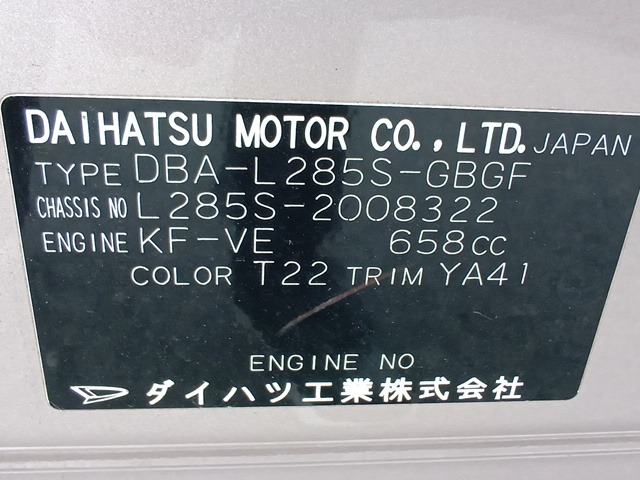 DAIHATSU MOTOR CO., LTD. JAPAN
TYPE DBA-L285S-GBGF
CHASSIS NO L285S-2008322
ENGINE KF-VE 658CC
COLOR T22 TRIM YA41
ENGINE NO
ダイハツ工業株式会社